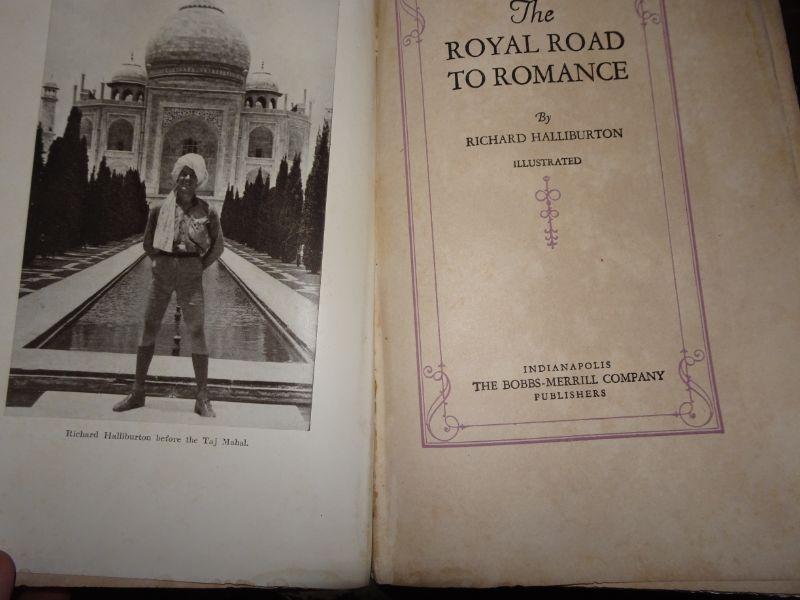 Richard Halliburton before the Taj Mahal.
The
ROYAL ROAD
TO ROMANCE
By
RICHARD HALLIBURTON
ILLUSTRATED
INDIANAPOLIS
THE BOBBS-MERRILL COMPANY
PUBLISHERS